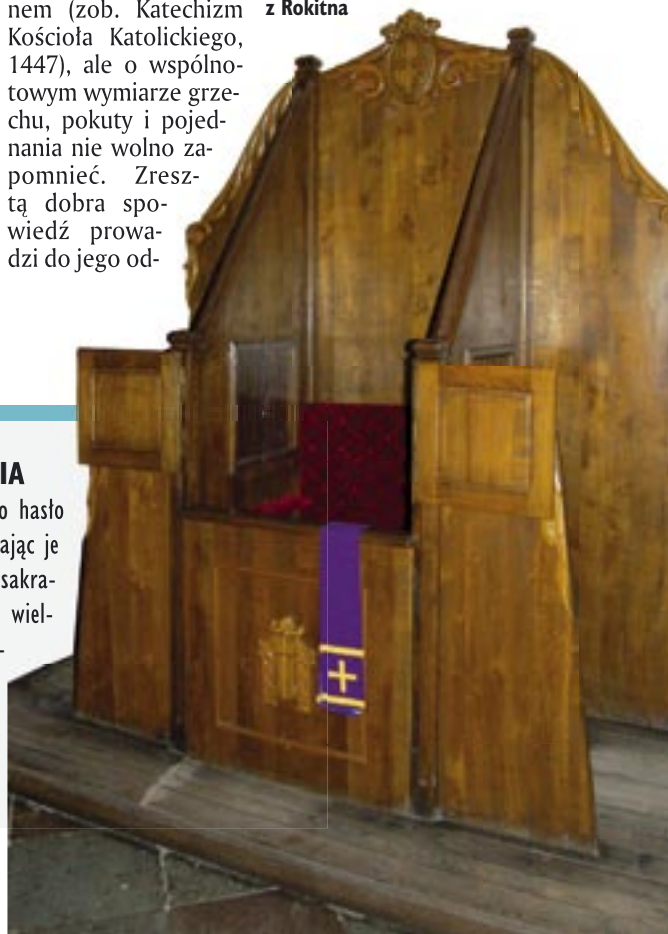 nem (zob. Katechizm
Kościoła Katolickiego,
1447), ale o wspólno-
towym wymiarze grze-
chu, pokuty i pojed-
nania nie wolno za-
pomnieć. Zresz-
tą dobra spo-
wiedź prowa-
dzi do jego od-
z Rokitna
IA
o hasło
ając je
sakra-
wiel-
-